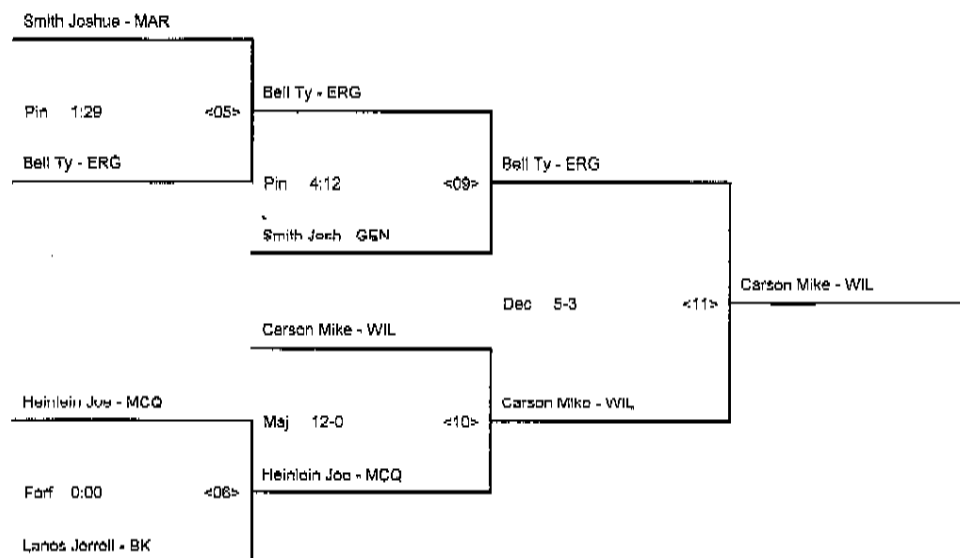 Smith Joshue - MAR
Pin 1:29 <05>
Bell Ty - ERG
Bell Ty - ERG
Pin 4:12 <09>
Smith Josh GEN
Bell Ty - ERG
Dec 5-3 <11>
Carson Mike - WIL
Carson Mike - WIL
Heinlein Joe - MCQ
Maj 12-0 <10>
Carson Mike - WIL
Heinlein Joe - MCQ
Forf 0:00 <06>
Lanos Jerrell - BK